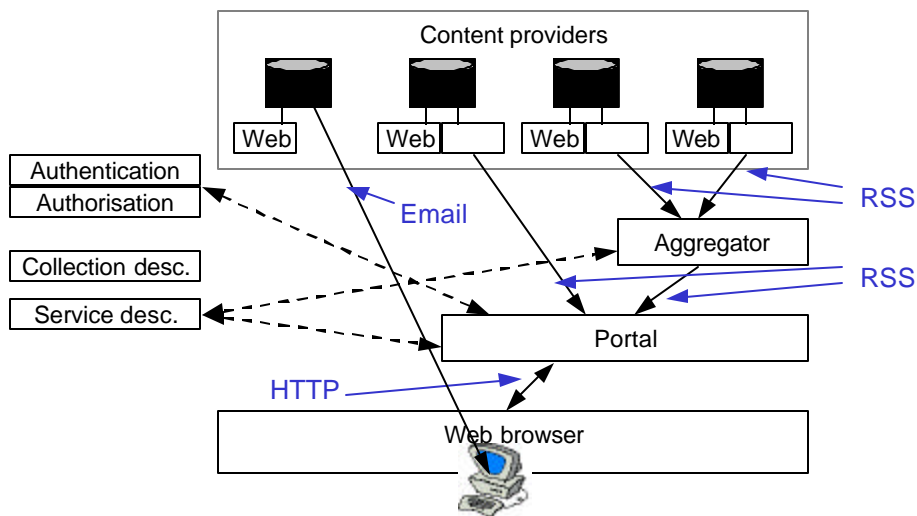 Content providers
Web
Web
Web
Web
Authentication
Authorisation
Email
RSS
Aggregator
Collection desc.
RSS
Service desc.
Portal
HTTP
Web browser